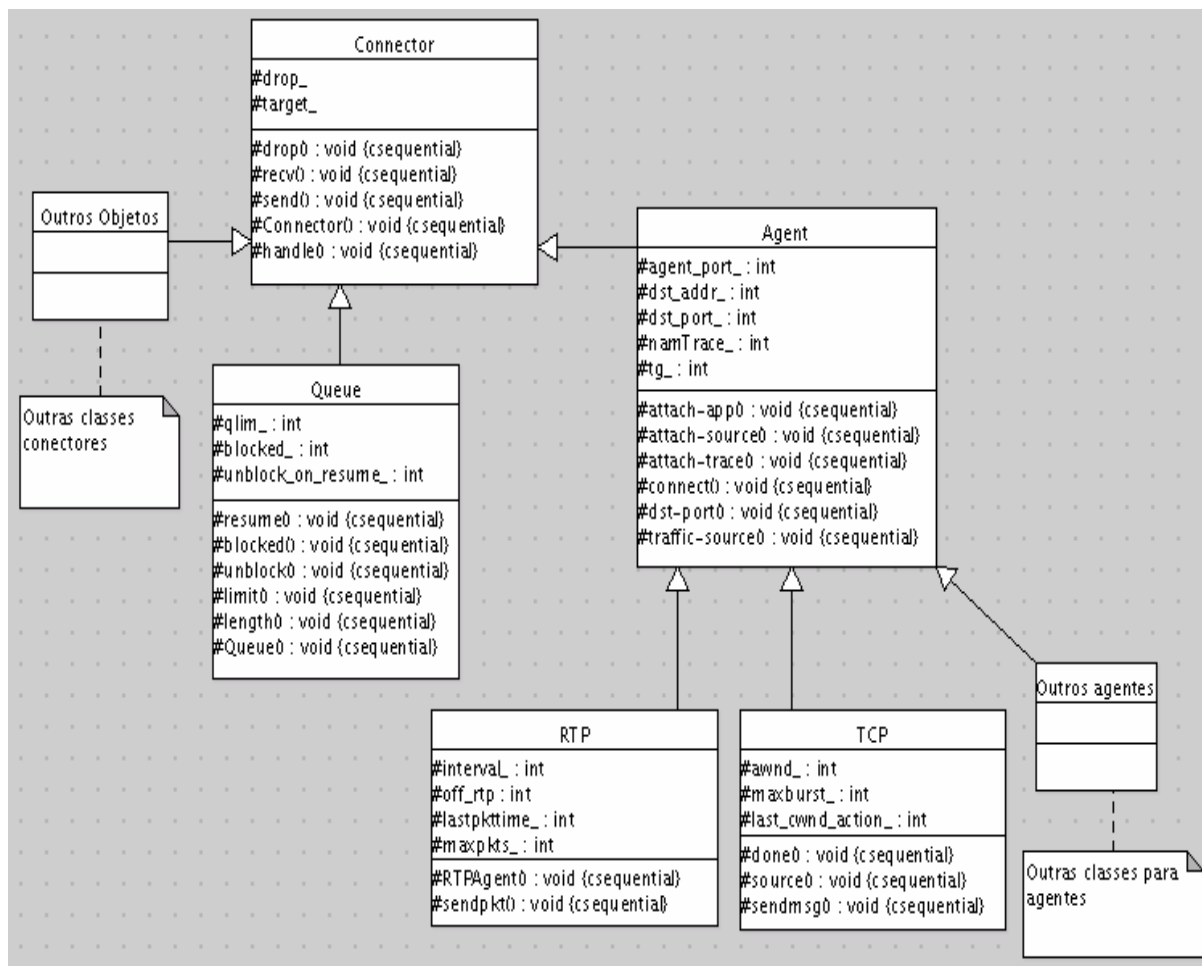 Connector
#drop_
#target_
#drop() : void {csequential}
#recv() : void {csequential}
#send() : void {csequential}
#Connector() : void {csequential}
#handle() : void {csequential}
Outros Objetos
Outras classes
conectores
Queue
#qlim_ : int
#blocked_ : int
#unblock_on_resume_ : int
#resume() : void {csequential}
#blocked() : void {csequential}
#unblock() : void {csequential}
#limit() : void {csequential}
#length() : void {csequential}
#Queue() : void {csequential}
Agent
#agent_port_ : int
#dst_addr_ : int
#dst_port_ : int
#namTrace_ : int
#tg_ : int
#attach-app() : void {csequential}
#attach-source() : void {csequential}
#attach-trace() : void {csequential}
#connect() : void {csequential}
#dst-port() : void {csequential}
#traffic-source() : void {csequential}
RTP
#interval_ : int
#off_rtp : int
#lastpkttime_ : int
#maxpkts_ : int
#RTPAgent() : void {csequential}
#sendpkt() : void {csequential}
TCP
#awnd_ : int
#maxburst_ : int
#last_cwnd_action_ : int
#done() : void {csequential}
#source() : void {csequential}
#sendmsg() : void {csequential}
Outros agentes
Outras classes para
agentes